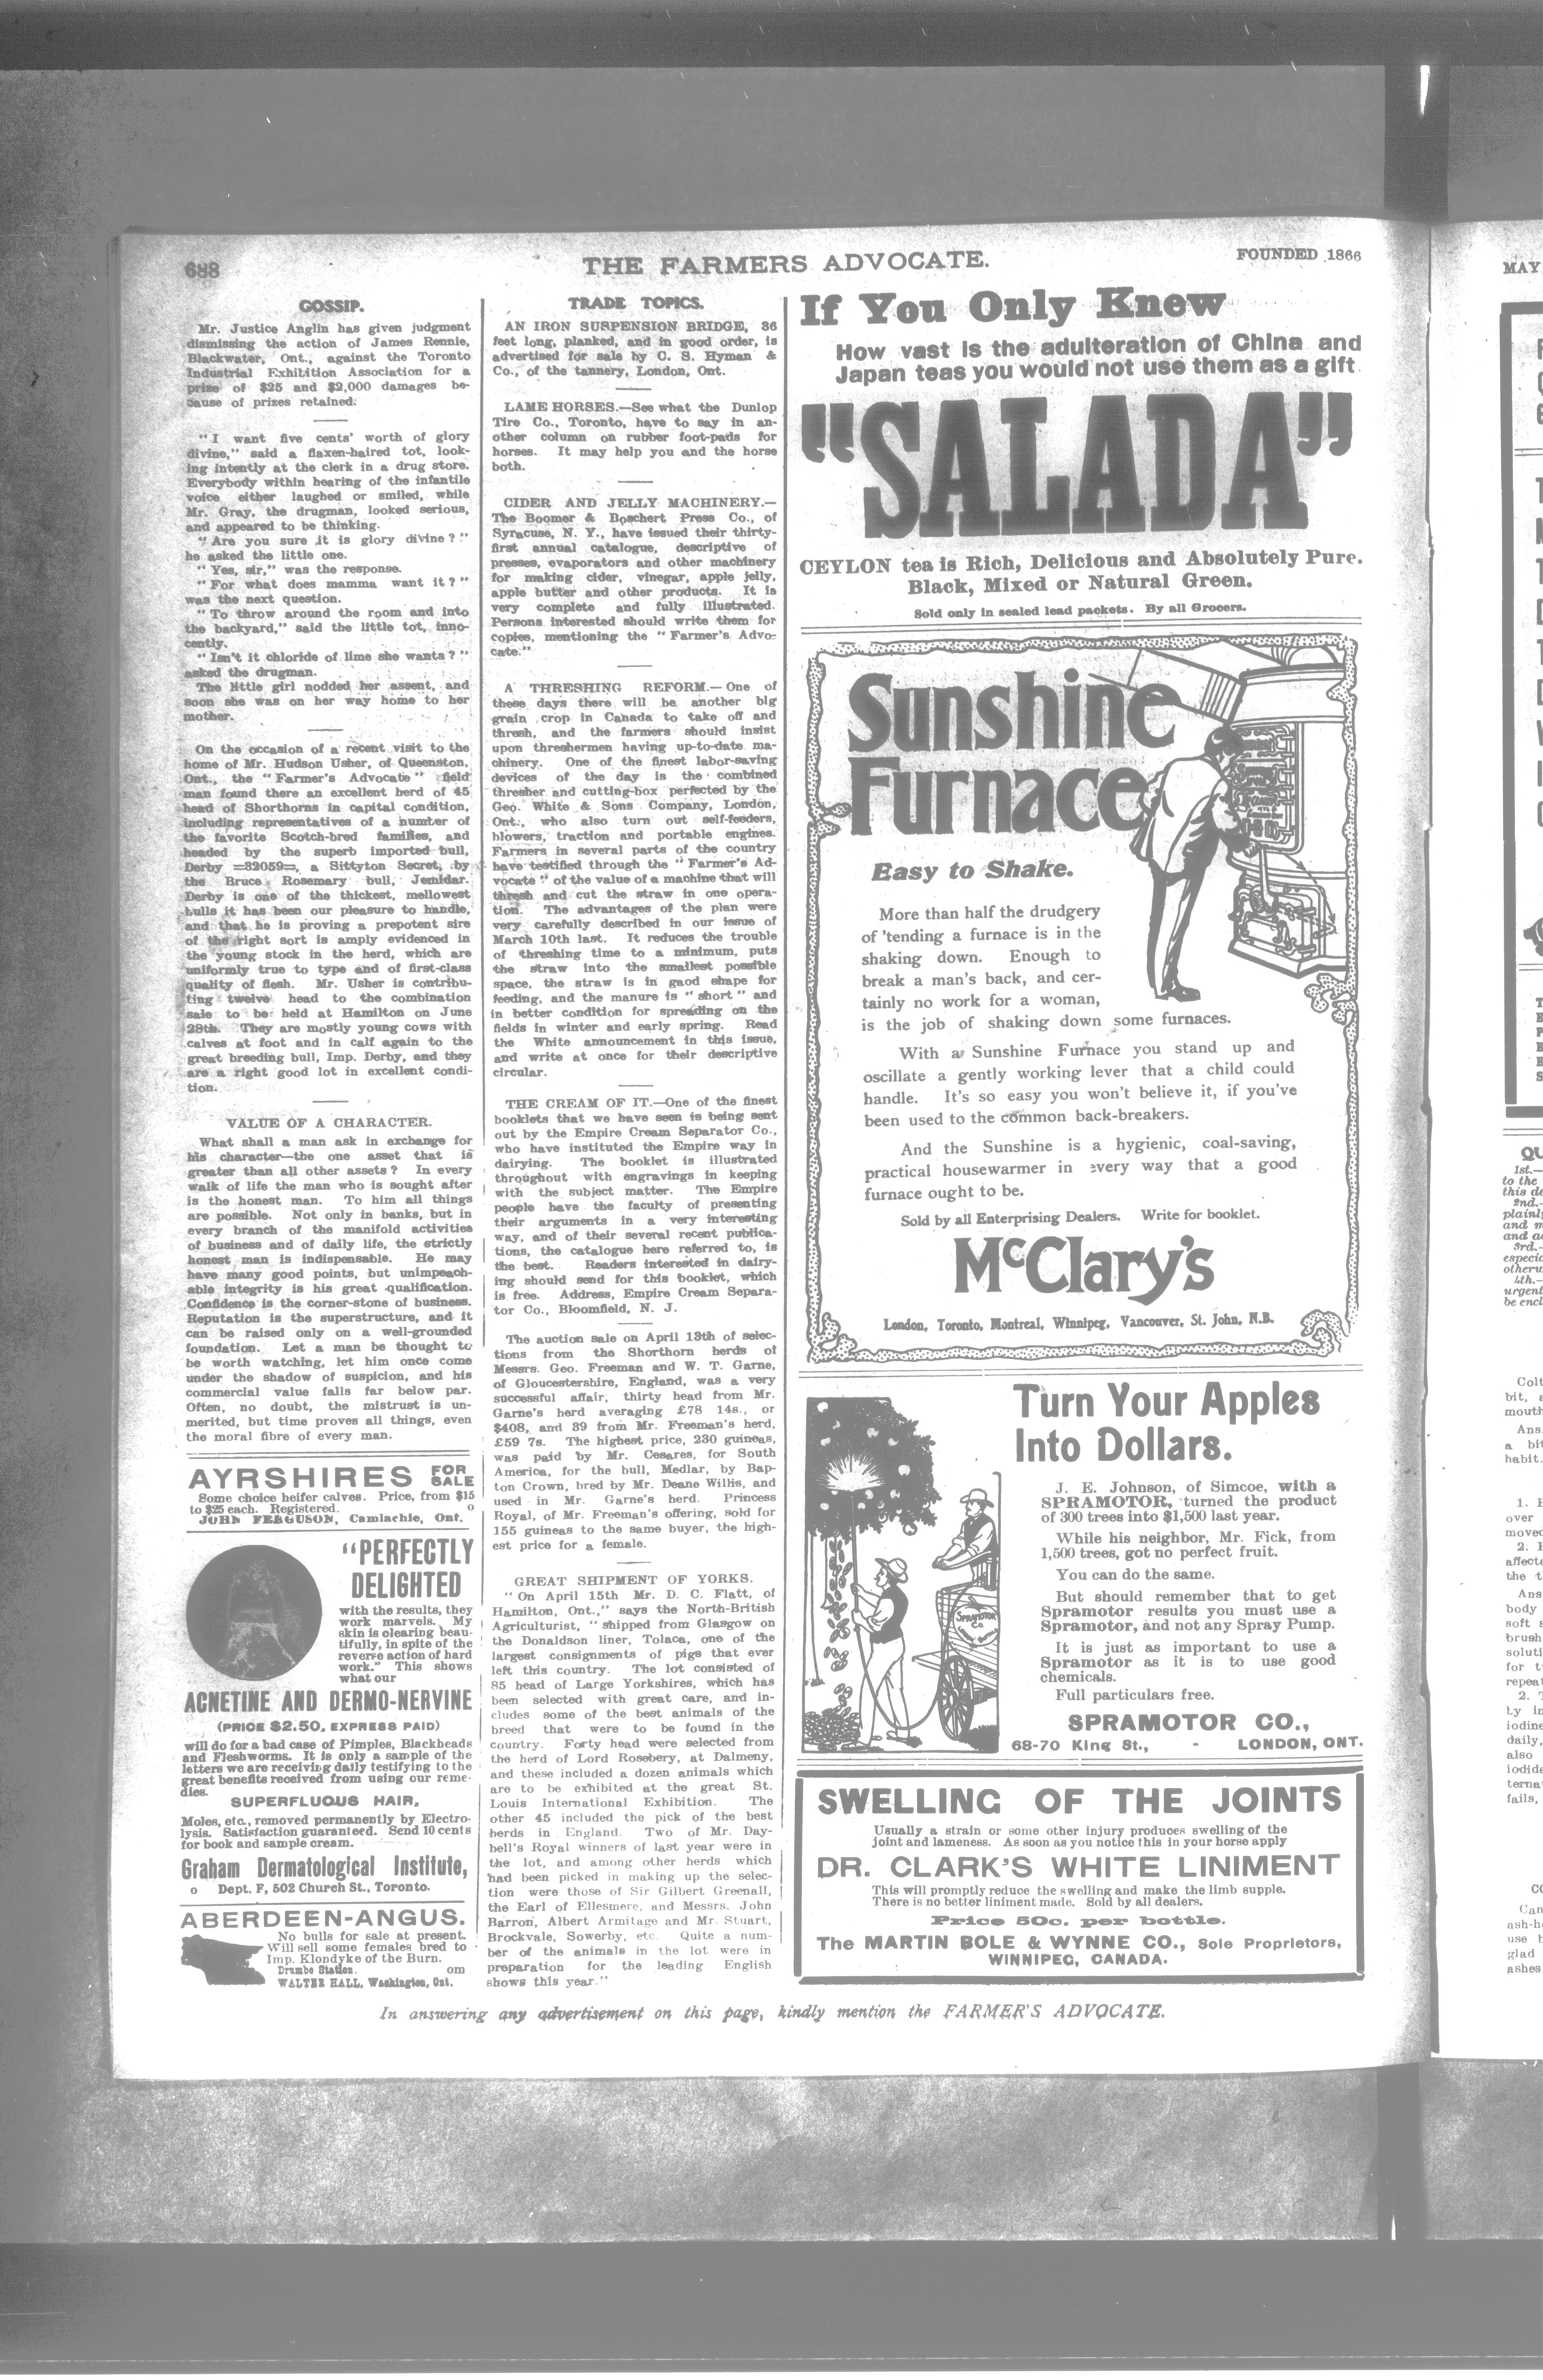 688
THE FARMERS ADVOCATE.
FOUNDED 1866
GOSSIP.
Mr. Justice Anglin has given judgment
dismissing the action of James Rennie,
Blackwater, Ont., against the Toronto
Industrial Exhibition Association for a
prize of $25 and $2,000 damages be-
cause of prizes retained.
"I want five cents' worth of glory
divine," said a flaxen-haired tot, look-
ing intently at the clerk in a drug store.
Everybody within hearing of the infantile
voice either laughed or smiled, while
Mr. Gray, the drugman, looked serious,
and appeared to be thinking.
"Are you sure it is glory divine?"
he asked the little one.
"Yes, sir," was the response.
"For what does mamma want it?"
was the next question.
"To throw around the room and into
the backyard," said the little tot, inno-
cently.
"Isn't it chloride of lime she wants?"
asked the drugman.
The little girl nodded her assent, and
soon she was on her way home to her
mother.
On the occasion of a recent visit to the
home of Mr. Hudson Usher, of Queenston,
Ont., the "Farmer's Advocate" field
man found there an excellent herd of 45
head of Shorthorns in capital condition,
including representatives of a number of
the favorite Scotch-bred families, and
headed by the superb imported bull,
Derby =32059=, a Sittyton Secret, by
the Bruce Rosemary bull, Jemidar.
Derby is one of the thickest, mellowest
bulls it has been our pleasure to handle,
and that he is proving a prepotent sire
of the right sort is amply evidenced in
the young stock in the herd, which are
uniformly true to type and of first-class
quality of flesh. Mr. Usher is contribu-
ting twelve head to the combination
sale to be held at Hamilton on June
28th. They are mostly young cows with
calves at foot and in calf again to the
great breeding bull, Imp. Derby, and they
are a right good lot in excellent condi-
tion.
VALUE OF A CHARACTER.
What shall a man ask in exchange for
his character—the one asset that is
greater than all other assets? In every
walk of life the man who is sought after
is the honest man. To him all things
are possible. Not only in banks, but in
every branch of the manifold activities
of business and of daily life, the strictly
honest man is indispensable. He may
have many good points, but unimpeach-
able integrity is his great qualification.
Confidence is the corner-stone of business.
Reputation is the superstructure, and it
can be raised only on a well-grounded
foundation. Let a man be thought to
be worth watching, let him once come
under the shadow of suspicion, and his
commercial value falls far below par.
Often, no doubt, the mistrust is un-
merited, but time proves all things, even
the moral fibre of every man.
AYRSHIRES FOR SALE
Some choice heifer calves. Price, from $15
to $25 each. Registered. o
JOHN FERGUSON, Camlachie, Ont.
"PERFECTLY
DELIGHTED
with the results, they
work marvels. My
skin is clearing beau-
tifully, in spite of the
reverse action of hard
work." This shows
what our
ACNETINE AND DERMO-NERVINE
(PRICE $2.50, EXPRESS PAID)
will do for a bad case of Pimples, Blackheads
and Fleshworms. It is only a sample of the
letters we are receiving daily testifying to the
great benefits received from using our reme-
dies.
SUPERFLUOUS HAIR,
Moles, etc., removed permanently by Electro-
lysis. Satisfaction guaranteed. Send 10 cents
for book and sample cream.
Graham Dermatological Institute,
o Dept. F, 502 Church St., Toronto.
ABERDEEN-ANGUS.
No bulls for sale at present.
Will sell some females bred to
Imp. Klondyke of the Burn.
Drumbo Station. om
WALTER HALL, Washington, Ont.
TRADE TOPICS.
AN IRON SUSPENSION BRIDGE, 86
feet long, planked, and in good order, is
advertised for sale by C. S. Hyman &
Co., of the tannery, London, Ont.
LAME HORSES.—See what the Dunlop
Tire Co., Toronto, have to say in an-
other column on rubber foot-pads for
horses. It may help you and the horse
both.
CIDER AND JELLY MACHINERY.—
The Boomer & Boschert Press Co., of
Syracuse, N. Y., have issued their thirty-
first annual catalogue, descriptive of
presses, evaporators and other machinery
for making cider, vinegar, apple jelly,
apple butter and other products. It is
very complete and fully illustrated.
Persons interested should write them for
copies, mentioning the "Farmer's Advo-
cate."
A THRESHING REFORM.—One of
these days there will be another big
grain crop in Canada to take off and
thresh, and the farmers should insist
upon threshermen having up-to-date ma-
chinery. One of the finest labor-saving
devices of the day is the combined
thresher and cutting-box perfected by the
Geo. White & Sons Company, London,
Ont., who also turn out self-feeders,
blowers, traction and portable engines.
Farmers in several parts of the country
have testified through the "Farmer's Ad-
vocate" of the value of a machine that will
thresh and cut the straw in one opera-
tion. The advantages of the plan were
very carefully described in our issue of
March 10th last. It reduces the trouble
of threshing time to a minimum, puts
the straw into the smallest possible
space, the straw is in good shape for
feeding, and the manure is "short" and
in better condition for spreading on the
fields in winter and early spring. Read
the White announcement in this issue,
and write at once for their descriptive
circular.
THE CREAM OF IT.—One of the finest
booklets that we have seen is being sent
out by the Empire Cream Separator Co.,
who have instituted the Empire way in
dairying. The booklet is illustrated
throughout with engravings in keeping
with the subject matter. The Empire
people have the faculty of presenting
their arguments in a very interesting
way, and of their several recent publica-
tions, the catalogue here referred to, is
the best. Readers interested in dairy-
ing should send for this booklet, which
is free. Address, Empire Cream Separa-
tor Co., Bloomfield, N. J.
The auction sale on April 13th of selec-
tions from the Shorthorn herds of
Messrs. Geo. Freeman and W. T. Garne,
of Gloucestershire, England, was a very
successful affair, thirty head from Mr.
Garne's herd averaging £78 14s., or
$408, and 39 from Mr. Freeman's herd,
£59 7s. The highest price, 230 guineas,
was paid by Mr. Cesares, for South
America, for the bull, Medlar, by Bap-
ton Crown, bred by Mr. Deane Willis, and
used in Mr. Garne's herd. Princess
Royal, of Mr. Freeman's offering, sold for
155 guineas to the same buyer, the high-
est price for a female.
GREAT SHIPMENT OF YORKS.
"On April 15th Mr. D. C. Flatt, of
Hamilton, Ont.," says the North-British
Agriculturist, "shipped from Glasgow on
the Donaldson liner, Tolaca, one of the
largest consignments of pigs that ever
left this country. The lot consisted of
85 head of Large Yorkshires, which has
been selected with great care, and in-
cludes some of the best animals of the
breed that were to be found in the
country. Forty head were selected from
the herd of Lord Rosebery, at Dalmeny,
and these included a dozen animals which
are to be exhibited at the great St.
Louis International Exhibition. The
other 45 included the pick of the best
herds in England. Two of Mr. Day-
bell's Royal winners of last year were in
the lot, and among other herds which
had been picked in making up the selec-
tion were those of Sir Gilbert Greenall,
the Earl of Ellesmere, and Messrs. John
Barron, Albert Armitage and Mr. Stuart,
Brockvale, Sowerby, etc. Quite a num-
ber of the animals in the lot were in
preparation for the leading English
shows this year."
If You Only Knew
How vast is the adulteration of China and
Japan teas you would not use them as a gift
"SALADA"
CEYLON tea is Rich, Delicious and Absolutely Pure.
Black, Mixed or Natural Green.
Sold only in sealed lead packets. By all Grocers.
Sunshine
Furnace
Easy to Shake.
More than half the drudgery
of 'tending a furnace is in the
shaking down. Enough to
break a man's back, and cer-
tainly no work for a woman,
is the job of shaking down some furnaces.
With a Sunshine Furnace you stand up and
oscillate a gently working lever that a child could
handle. It's so easy you won't believe it, if you've
been used to the common back-breakers.
And the Sunshine is a hygienic, coal-saving,
practical housewarmer in every way that a good
furnace ought to be.
Sold by all Enterprising Dealers. Write for booklet.
McClary's
London, Toronto, Montreal, Winnipeg, Vancouver, St. John, N.B.
Turn Your Apples
Into Dollars.
J. E. Johnson, of Simcoe, with a
SPRAMOTOR, turned the product
of 300 trees into $1,500 last year.
While his neighbor, Mr. Fick, from
1,500 trees, got no perfect fruit.
You can do the same.
But should remember that to get
Spramotor results you must use a
Spramotor, and not any Spray Pump.
It is just as important to use a
Spramotor as it is to use good
chemicals.
Full particulars free.
SPRAMOTOR CO.,
68-70 King St., - LONDON, ONT.
SPRAMOTOR
Co
SWELLING OF THE JOINTS
Usually a strain or some other injury produces swelling of the
joint and lameness. As soon as you notice this in your horse apply
DR. CLARK'S WHITE LINIMENT
This will promptly reduce the swelling and make the limb supple.
There is no better liniment made. Sold by all dealers.
Price 50c. per bottle.
The MARTIN BOLE & WYNNE CO., Sole Proprietors,
WINNIPEG, CANADA.
In answering any advertisement on this page, kindly mention the FARMER'S ADVOCATE.
MAY
QU
1st.—
to the
this de
2nd.-
plainly
and m
and ad
3rd.-
especia
otherw
4th.—
urgent
be encl
Colt
bit, a
mouth
Ans.
a bit
habit.
over
moved
affecte
the t
Ans
body
soft s
brush
soluti
for t
repeat
ly in
iodine
daily,
also
iodide
terna
fails,
Can
ash-h
use b
glad
ashes